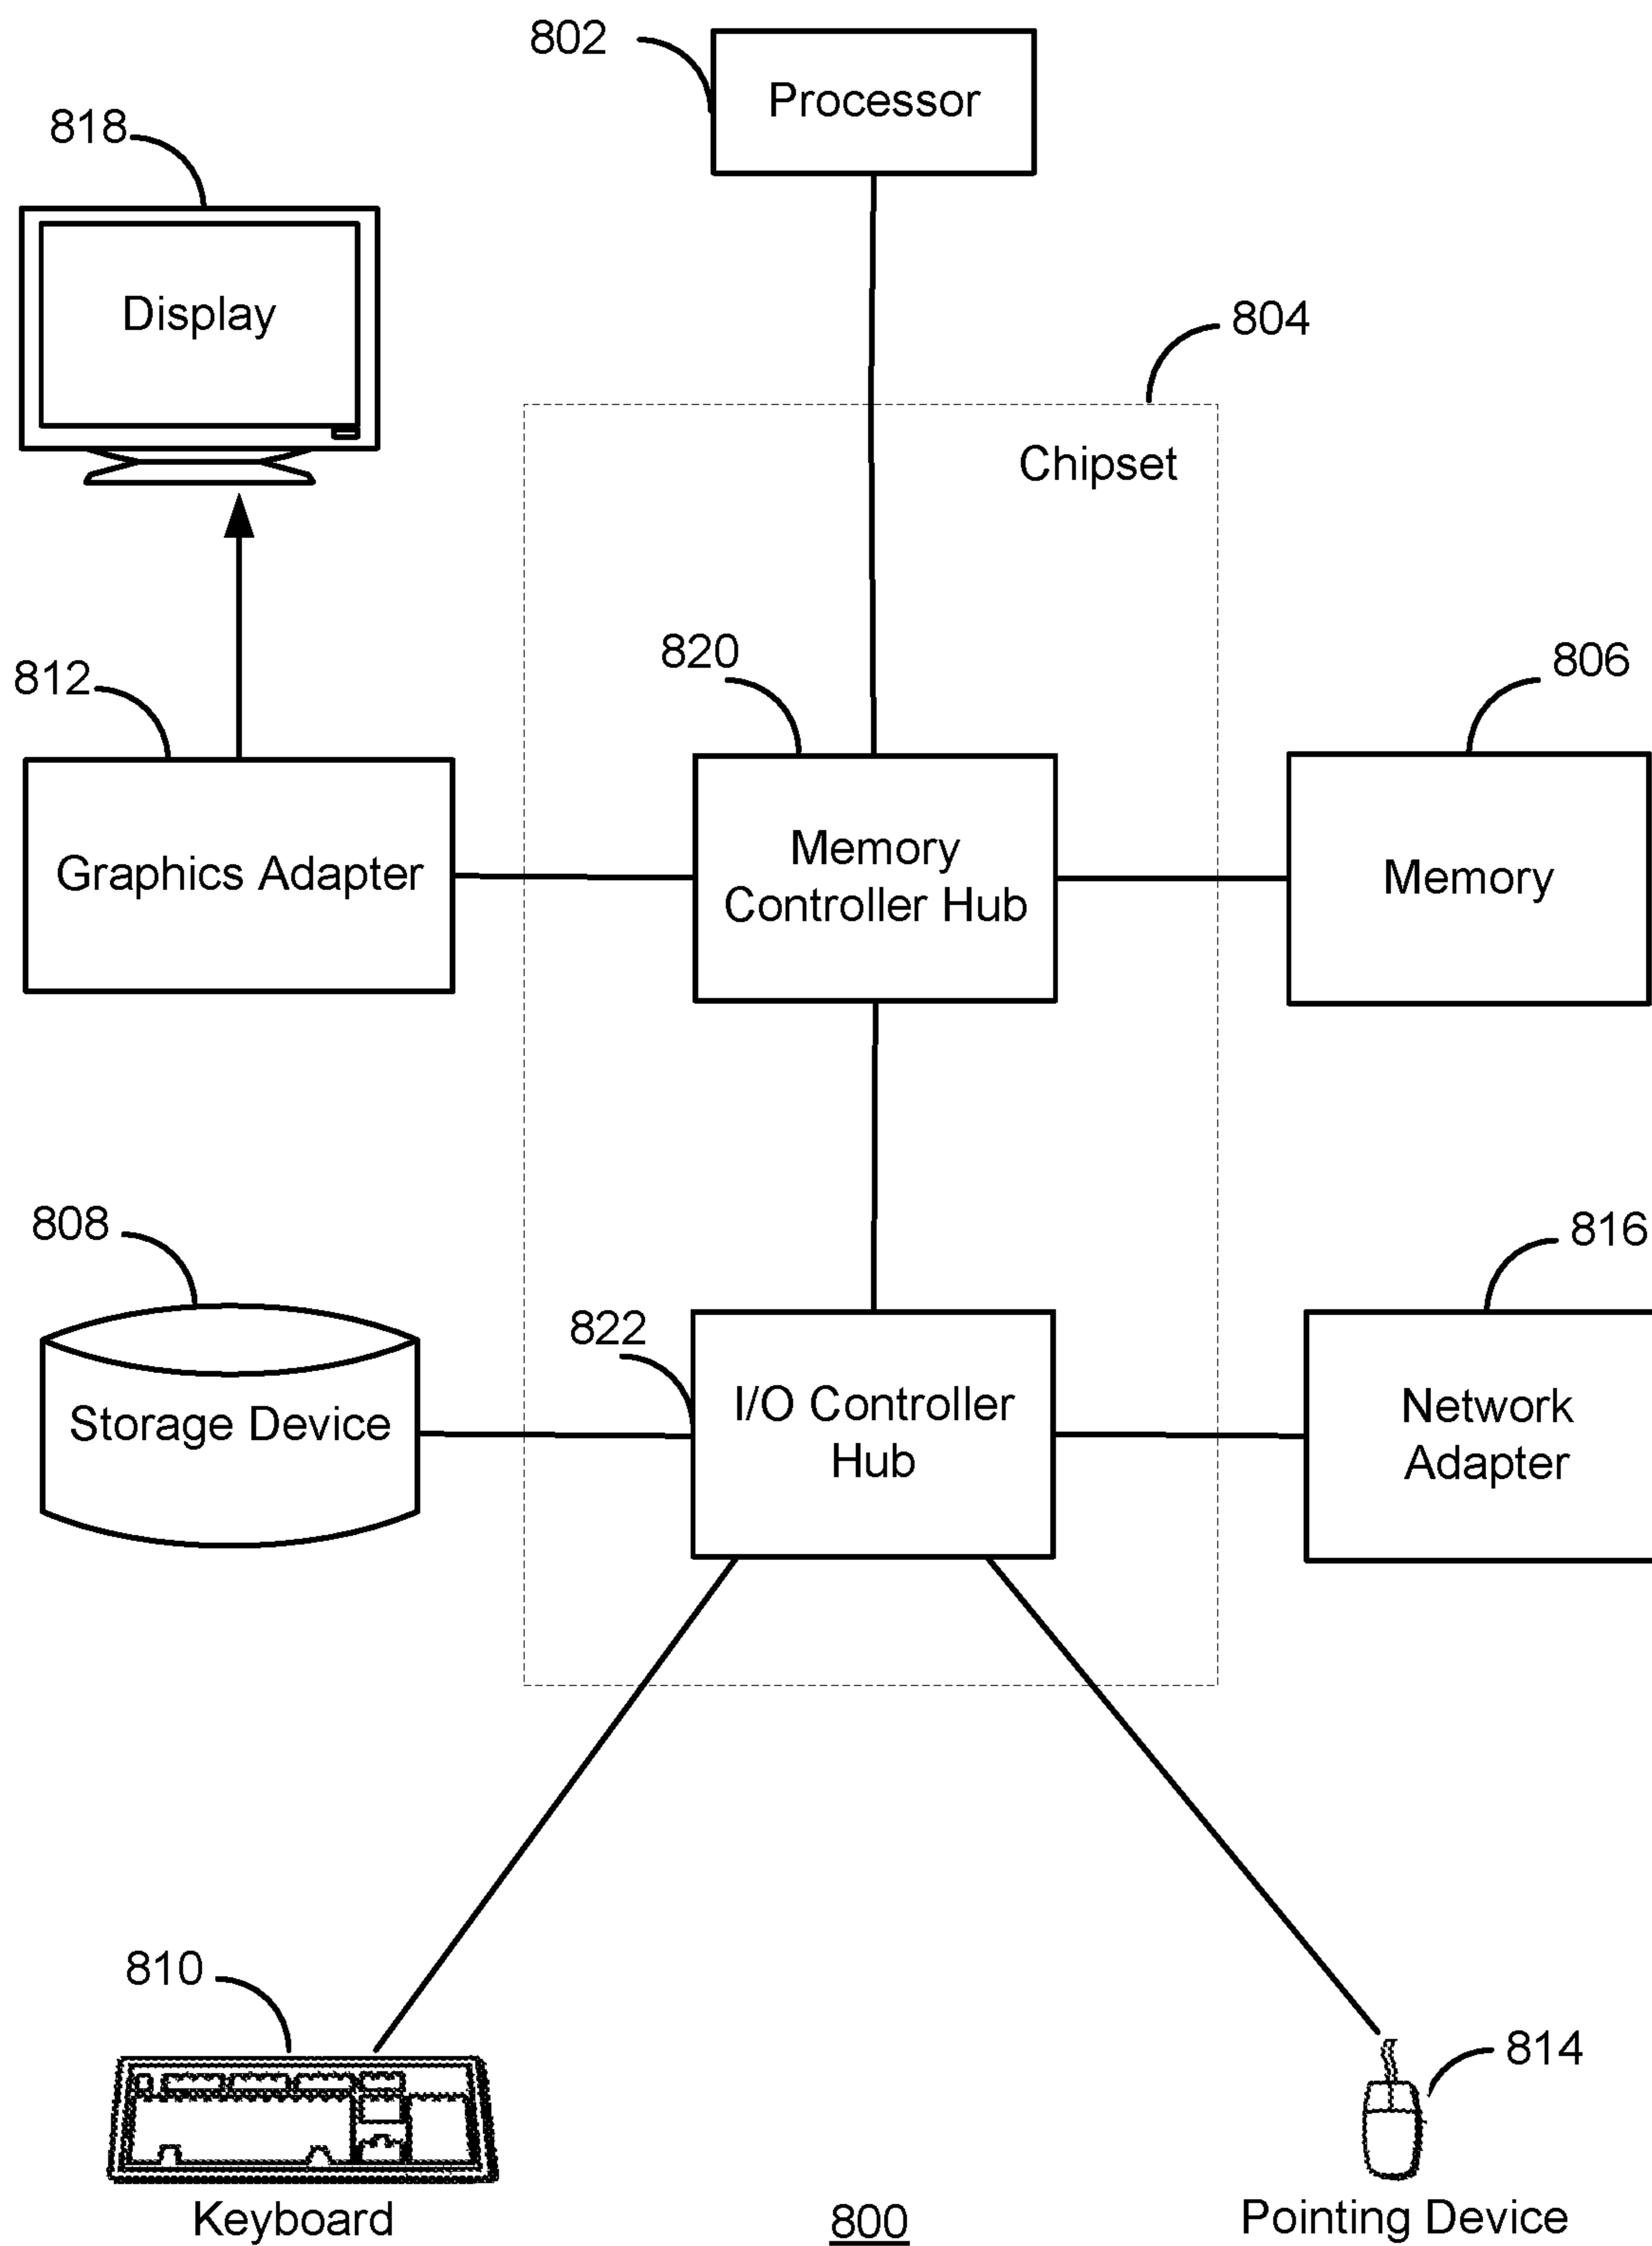 802
Processor
818
Display
804
Chipset
820
806
812
Memory
Controller Hub
Graphics Adapter
Memory
808
816
822
I/O Controller
Hub
Storage Device
Network
Adapter
810
814
Keyboard
800
Pointing Device